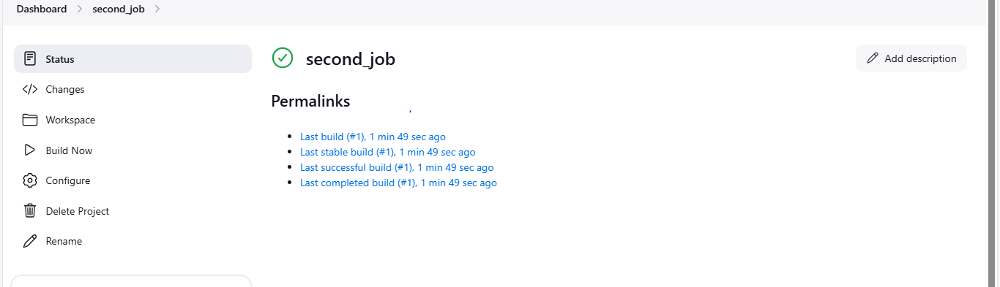 Dashboard > second_job >
Status
Changes
Workspace
Build Now
Configure
Delete Project
Rename
second_job
Add description
Permalinks
Last build (#1), 1 min 49 sec ago
Last stable build (#1), 1 min 49 sec ago
Last successful build (#1), 1 min 49 sec ago
Last completed build (#1), 1 min 49 sec ago